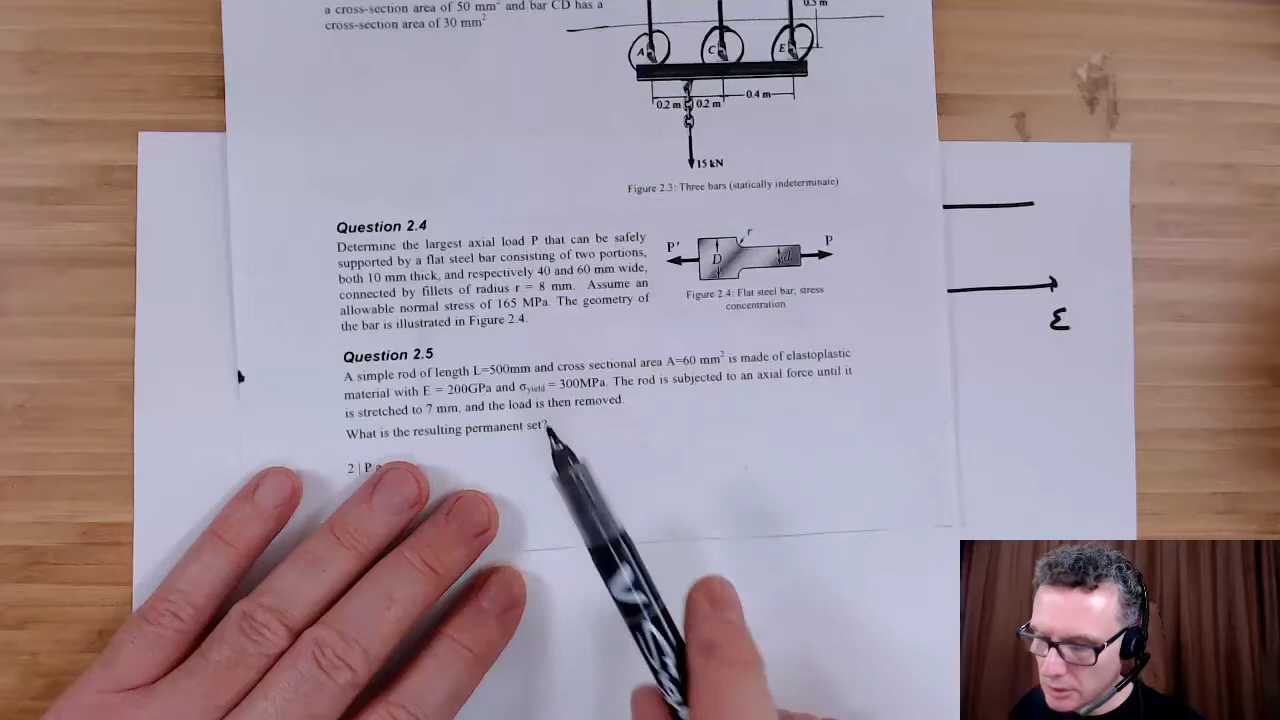 a cross-section area of 50 mm² and bar CD has a
cross-section area of 30 mm²
0.5 m
A
C
E
0.2 m
0.2 m
0.4 m
15 kN
Figure 2.3: Three bars (statically indeterminate)
Question 2.4
Determine the largest axial load P that can be safely
supported by a flat steel bar consisting of two portions,
both 10 mm thick, and respectively 40 and 60 mm wide,
connected by fillets of radius r = 8 mm. Assume an
allowable normal stress of 165 MPa. The geometry of
the bar is illustrated in Figure 2.4.
P'
D
r
d
P
Figure 2.4: Flat steel bar, stress
concentration
ε
Question 2.5
A simple rod of length L=500mm and cross sectional area A=60 mm² is made of elastoplastic
material with E = 200GPa and σyield = 300MPa. The rod is subjected to an axial force until it
is stretched to 7 mm, and the load is then removed.
What is the resulting permanent set?
2 | P a